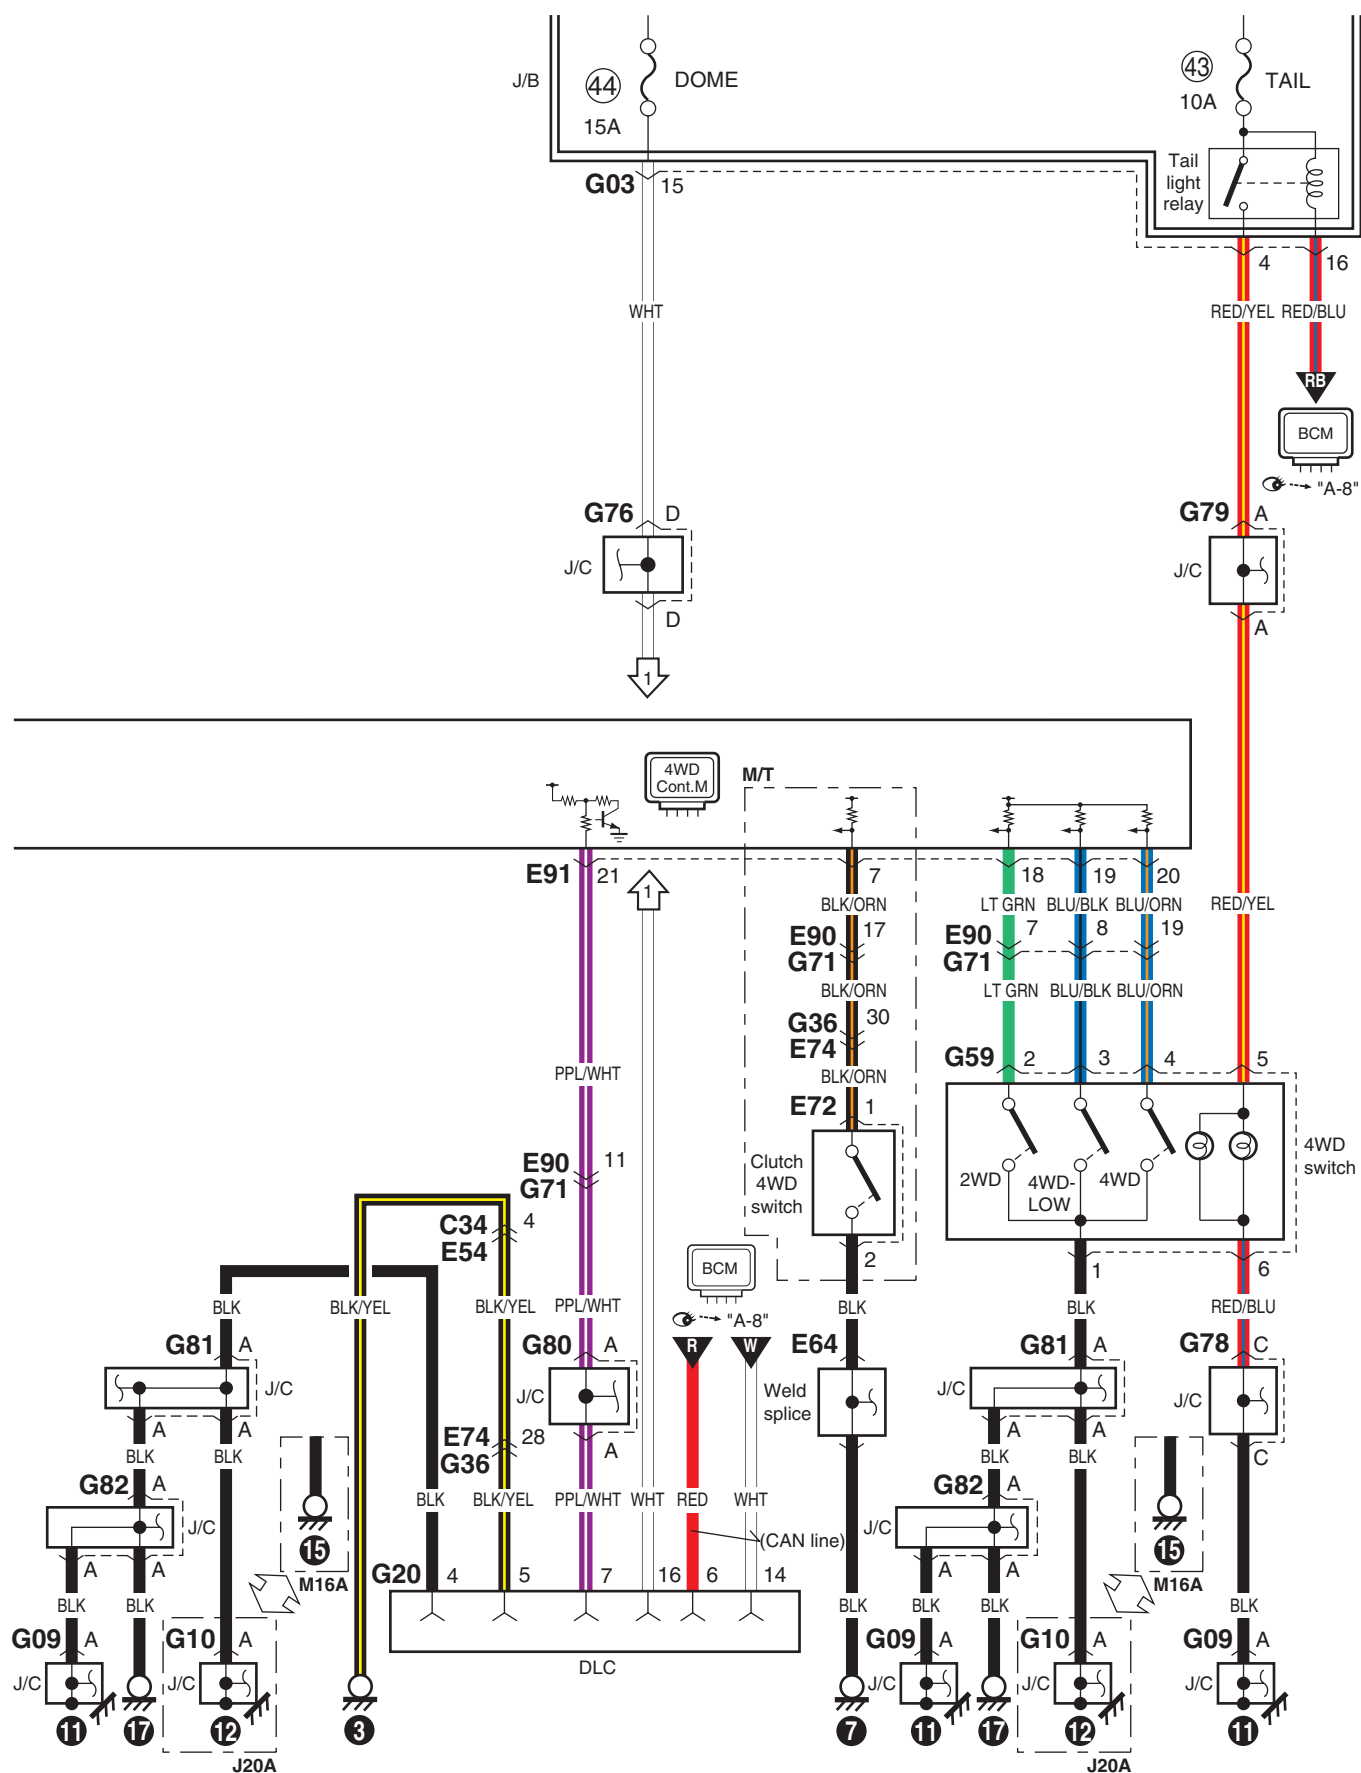 J/B
44
DOME
15A
43
TAIL
10A
Tail
light
relay
G03
15
4
16
WHT
RED/YEL
RED/BLU
RB
BCM
"A-8"
G76
D
J/C
D
1
G79
A
J/C
A
4WD
Cont.M
M/T
E91
21
1
7
18
19
20
BLK/ORN
LT GRN
BLU/BLK
BLU/ORN
RED/YEL
E90
17
G71
E90
7
8
19
G71
BLK/ORN
LT GRN
BLU/BLK
BLU/ORN
G36
30
E74
G59
2
3
4
5
PPL/WHT
BLK/ORN
E72
1
Clutch
4WD
switch
2
2WD
4WD-
LOW
4WD
4WD
switch
1
6
E90
11
G71
C34
4
E54
BCM
"A-8"
R
W
BLK
BLK/YEL
BLK/YEL
PPL/WHT
BLK
BLK
RED/BLU
G81
A
J/C
A
A
G80
A
J/C
A
E64
Weld
splice
G81
A
J/C
A
A
G78
C
J/C
C
E74
28
G36
BLK
BLK
15
M16A
BLK
BLK
15
M16A
G82
A
J/C
A
A
BLK
BLK/YEL
PPL/WHT
WHT
RED
WHT
(CAN line)
G82
A
J/C
A
A
G20
4
5
7
16
6
14
DLC
BLK
BLK
BLK
BLK
BLK
BLK
G09
A
J/C
11
17
G10
A
J/C
12
J20A
3
7
G09
A
J/C
11
17
G10
A
J/C
12
J20A
G09
A
J/C
11